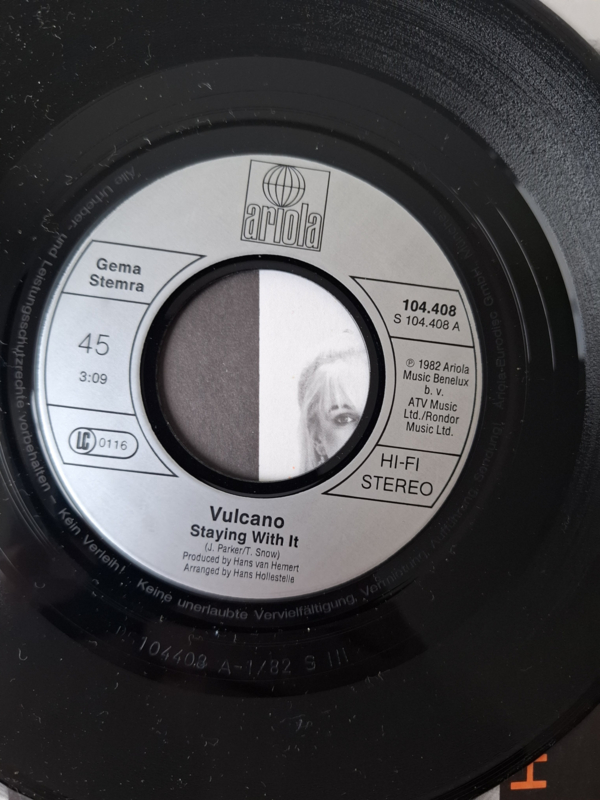 ariola
Gema
Stemra
45
3:09
LC 0116
104.408
S 104.408 A
℗ 1982 Ariola
Music Benelux
b. v.
ATV Music
Ltd./Rondor
Music Ltd.
HI-FI
STEREO
Vulcano
Staying With It
(J. Parker/T. Snow)
Produced by Hans van Hemert
Arranged by Hans Hollestelle
Alle Urheber- und Leistungsschutzrechte vorbehalten – Kein Verleih! Keine unerlaubte Vervielfältigung, Vermietung,
104408 A-1/82 S III
H